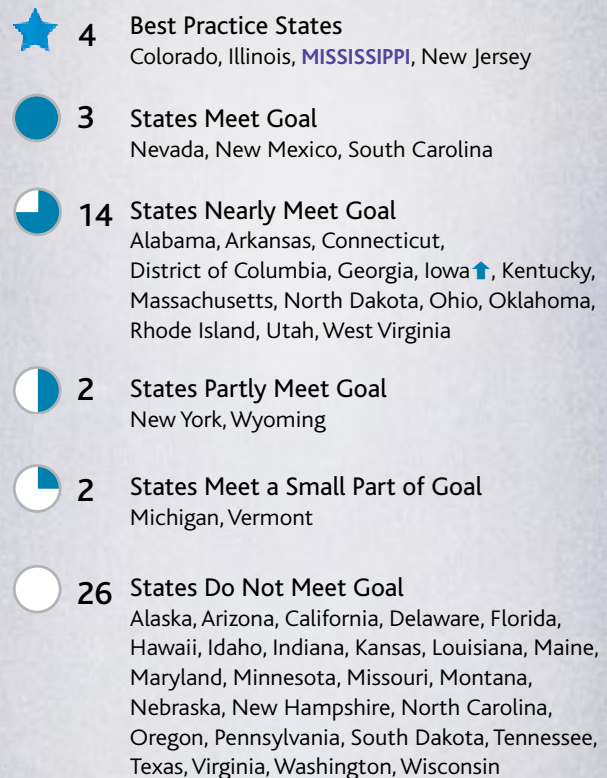 4 Best Practice States
Colorado, Illinois, MISSISSIPPI, New Jersey
3 States Meet Goal
Nevada, New Mexico, South Carolina
14 States Nearly Meet Goal
Alabama, Arkansas, Connecticut,
District of Columbia, Georgia, Iowa⬆, Kentucky,
Massachusetts, North Dakota, Ohio, Oklahoma,
Rhode Island, Utah, West Virginia
2 States Partly Meet Goal
New York, Wyoming
2 States Meet a Small Part of Goal
Michigan, Vermont
26 States Do Not Meet Goal
Alaska, Arizona, California, Delaware, Florida,
Hawaii, Idaho, Indiana, Kansas, Louisiana, Maine,
Maryland, Minnesota, Missouri, Montana,
Nebraska, New Hampshire, North Carolina,
Oregon, Pennsylvania, South Dakota, Tennessee,
Texas, Virginia, Washington, Wisconsin